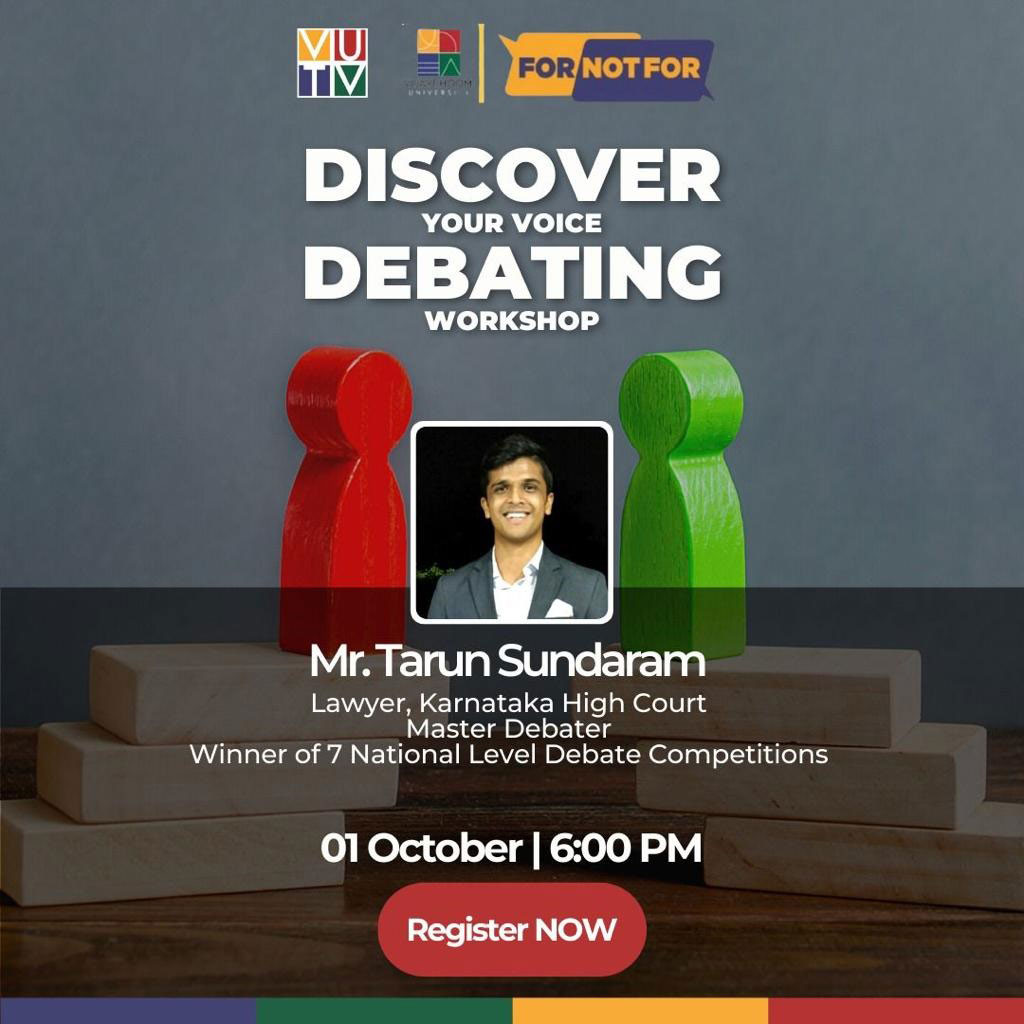 VU
TV
UNIVERSITY
FOR NOT FOR
DISCOVER
YOUR VOICE
DEBATING
WORKSHOP
Mr. Tarun Sundaram
Lawyer, Karnataka High Court
Master Debater
Winner of 7 National Level Debate Competitions
01 October | 6:00 PM
Register NOW